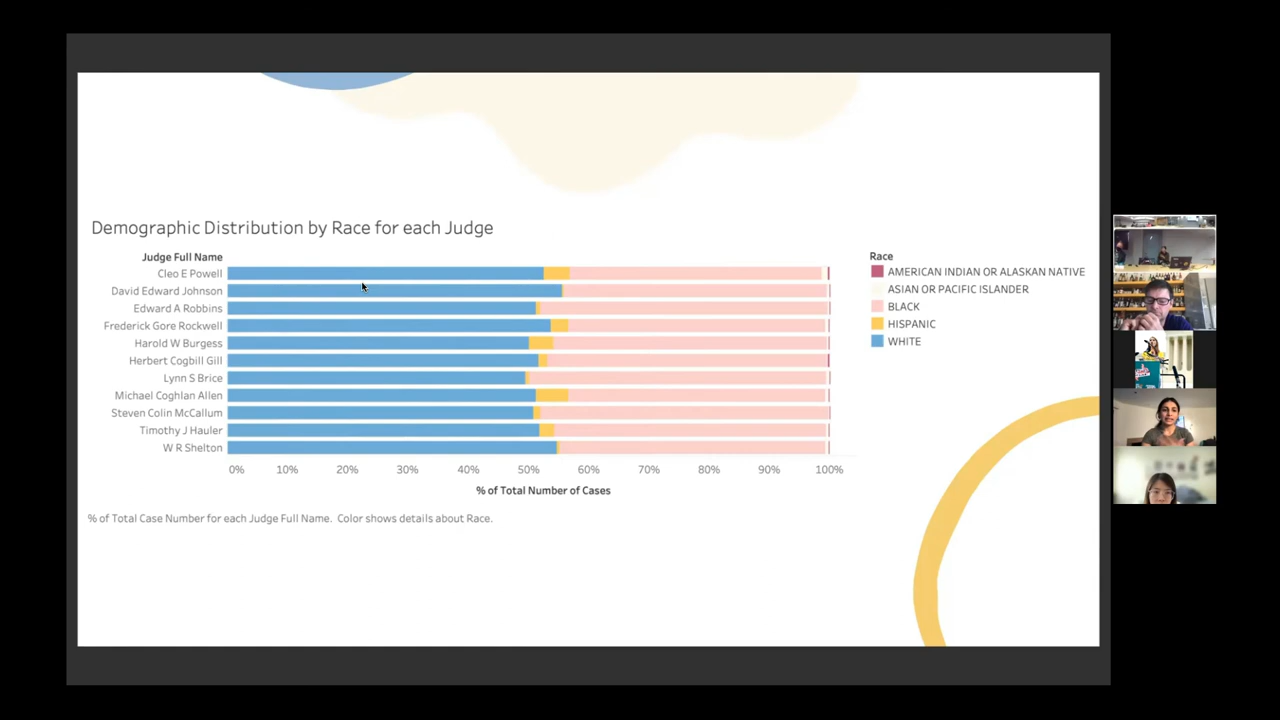 Demographic Distribution by Race for each Judge
Judge Full Name
Cleo E Powell
David Edward Johnson
Edward A Robbins
Frederick Gore Rockwell
Harold W Burgess
Herbert Cogbill Gill
Lynn S Brice
Michael Coghlan Allen
Steven Colin McCallum
Timothy J Hauler
W R Shelton
0% 10% 20% 30% 40% 50% 60% 70% 80% 90% 100%
% of Total Number of Cases
% of Total Case Number for each Judge Full Name. Color shows details about Race.
Race
AMERICAN INDIAN OR ALASKAN NATIVE
ASIAN OR PACIFIC ISLANDER
BLACK
HISPANIC
WHITE